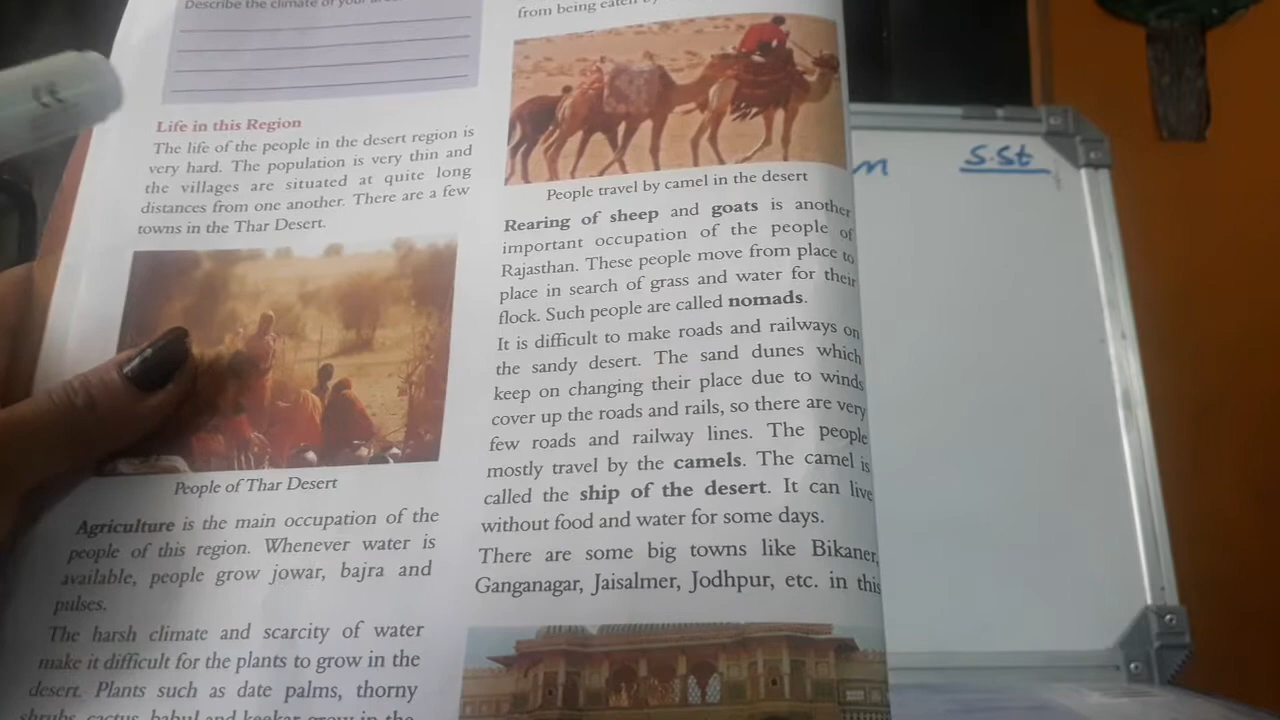 Describe the climate of your
Life in this Region
The life of the people in the desert region is
very hard. The population is very thin and
the villages are situated at quite long
distances from one another. There are a few
towns in the Thar Desert.
People of Thar Desert
Agriculture is the main occupation of the
people of this region. Whenever water is
available, people grow jowar, bajra and
pulses.
The harsh climate and scarcity of water
make it difficult for the plants to grow in the
desert. Plants such as date palms, thorny
shrubs, cactus, babul and keekar grow in the
from being eaten
People travel by camel in the desert
Rearing of sheep and goats is another
important occupation of the people of
Rajasthan. These people move from place to
place in search of grass and water for their
flock. Such people are called nomads.
It is difficult to make roads and railways on
the sandy desert. The sand dunes which
keep on changing their place due to winds
cover up the roads and rails, so there are very
few roads and railway lines. The people
mostly travel by the camels. The camel is
called the ship of the desert. It can live
without food and water for some days.
There are some big towns like Bikaner,
Ganganagar, Jaisalmer, Jodhpur, etc. in this
S.St